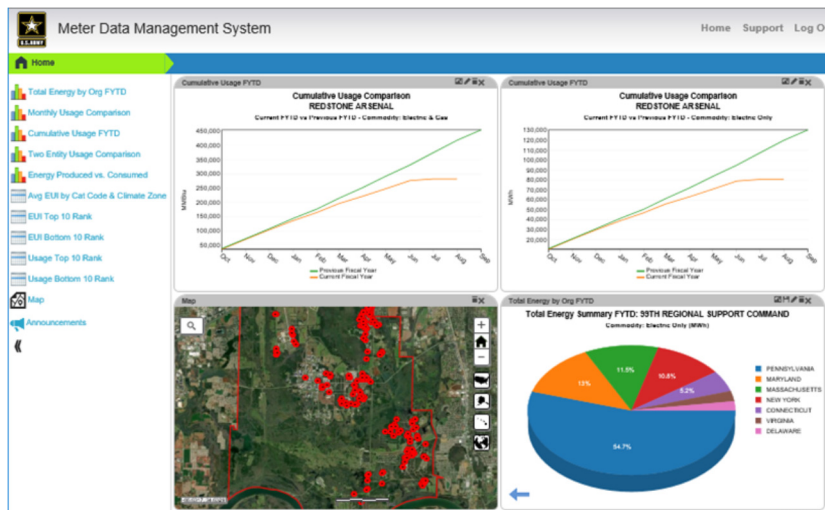 U.S.ARMY
Meter Data Management System
Home Support Log O
Home
Total Energy by Org FYTD
Monthly Usage Comparison
Cumulative Usage FYTD
Two Entity Usage Comparison
Energy Produced vs. Consumed
Avg EUI by Cat Code & Climate Zone
EUI Top 10 Rank
EUI Bottom 10 Rank
Usage Top 10 Rank
Usage Bottom 10 Rank
Map
Announcements
Cumulative Usage FYTD
Cumulative Usage Comparison
REDSTONE ARSENAL
Current FYTD vs Previous FYTD - Commodity: Electric & Gas
MMBtu
450,000
400,000
350,000
300,000
250,000
200,000
150,000
100,000
50,000
Oct Nov Dec Jan Feb Mar Apr May Jun Jul Aug Sep
Previous Fiscal Year
Current Fiscal Year
Cumulative Usage FYTD
Cumulative Usage Comparison
REDSTONE ARSENAL
Current FYTD vs Previous FYTD - Commodity: Electric Only
MWh
130,000
120,000
110,000
100,000
90,000
80,000
70,000
60,000
50,000
40,000
30,000
20,000
Oct Nov Dec Jan Feb Mar Apr May Jun Jul Aug Sep
Previous Fiscal Year
Current Fiscal Year
Map
Total Energy by Org FYTD
Total Energy Summary FYTD: 99TH REGIONAL SUPPORT COMMAND
Commodity: Electric Only (MWh)
11.5%
10.8%
13%
5.2%
54.7%
PENNSYLVANIA
MARYLAND
MASSACHUSETTS
NEW YORK
CONNECTICUT
VIRGINIA
DELAWARE